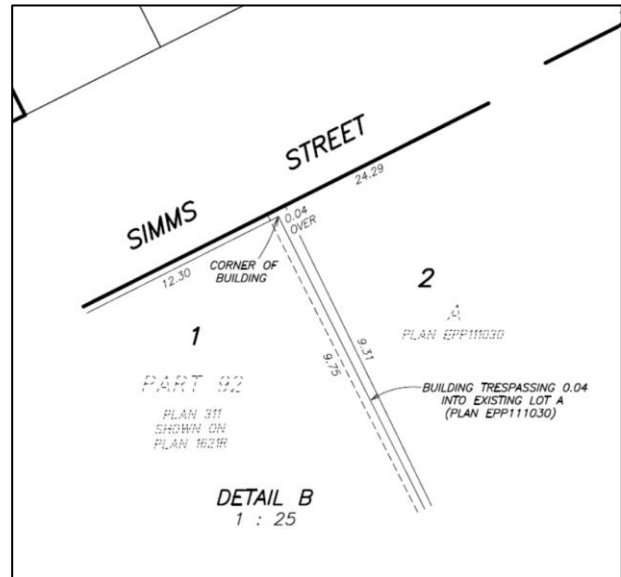 SIMMS
STREET
24.29
0.04
OVER
12.30
CORNER OF
BUILDING
2
1
A
PLAN EPP111030
9.31
9.75
PART 92
BUILDING TRESPASSING 0.04
INTO EXISTING LOT A
(PLAN EPP111030)
PLAN 311
SHOWN ON
PLAN 1621R
DETAIL B
1 : 25